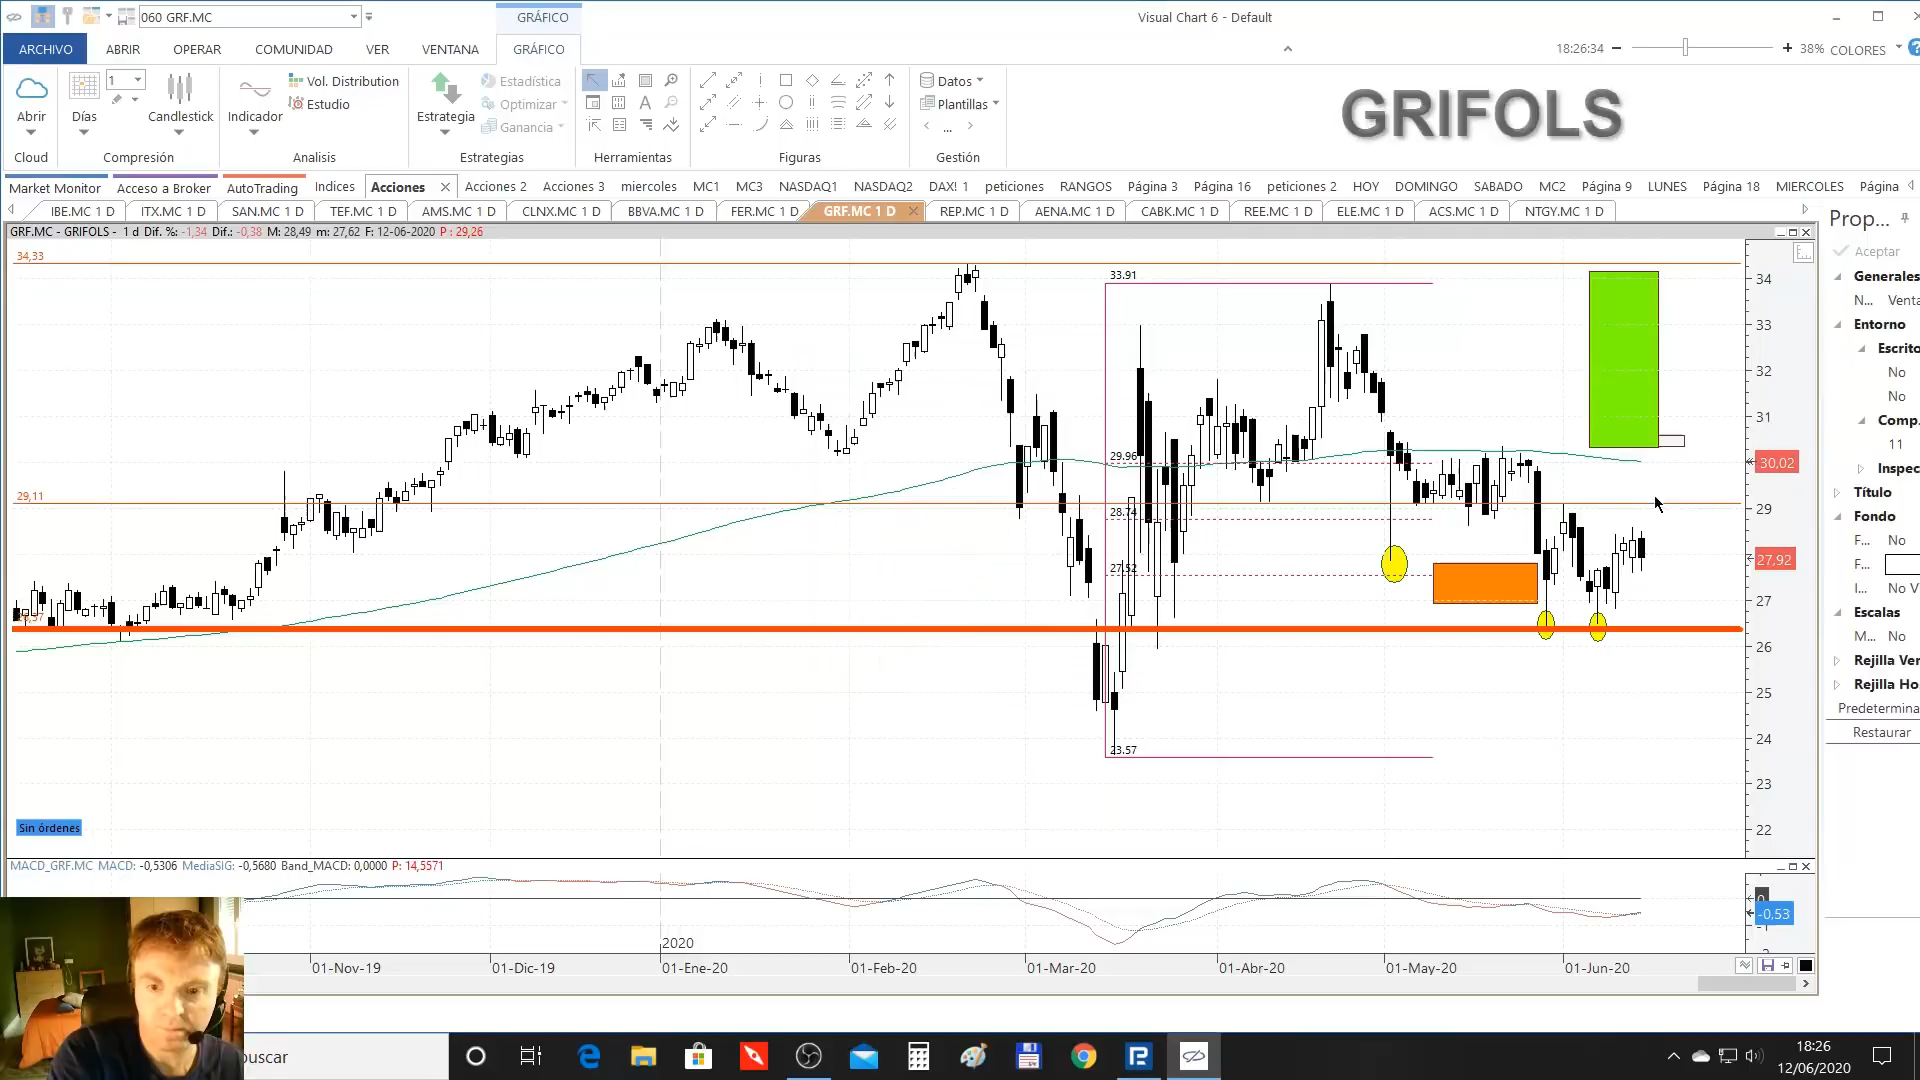 060 GRF.MC
GRÁFICO
Visual Chart 6 - Default
ARCHIVO ABRIR OPERAR COMUNIDAD VER VENTANA GRÁFICO
18:26:34
38% COLORES
1
Vol. Distribution
Estudio
Estadística
Optimizar
Ganancia
Datos
Plantillas
...
Abrir Días Candlestick Indicador Estrategia
Cloud Compresión Analisis Estrategias Herramientas Figuras Gestión
GRIFOLS
Market Monitor Acceso a Broker AutoTrading Indices Acciones Acciones 2 Acciones 3 miercoles MC1 MC3 NASDAQ1 NASDAQ2 DAX! 1 peticiones RANGOS Página 3 Página 16 peticiones 2 HOY DOMINGO SABADO MC2 Página 9 LUNES Página 18 MIERCOLES Página
IBE.MC 1 D ITX.MC 1 D SAN.MC 1 D TEF.MC 1 D AMS.MC 1 D CLNX.MC 1 D BBVA.MC 1 D FER.MC 1 D GRF.MC 1 D REP.MC 1 D AENA.MC 1 D CABK.MC 1 D REE.MC 1 D ELE.MC 1 D ACS.MC 1 D NTGY.MC 1 D
GRF.MC - GRIFOLS - 1 d Dif. %: -1,34 Dif.: -0,38 M: 28,49 m: 27,62 F: 12-06-2020 P : 29,26
34,33
33.91
29.96
29,11
28.74
27.52
23.57
34
33
32
31
30,02
29
27,92
27
26
25
24
23
22
Sin órdenes
MACD_GRF.MC MACD: -0,5306 MediaSIG: -0,5680 Band_MACD: 0,0000 P: 14,5571
-0.53
2020
01-Nov-19 01-Dic-19 01-Ene-20 01-Feb-20 01-Mar-20 01-Abr-20 01-May-20 01-Jun-20
Prop...
Aceptar
Generales
N... Venta
Entorno
Escrito
No
No
Comp.
11
Inspec
Título
Fondo
F... No
F...
I... No V
Escalas
M... No
Rejilla Ver
Rejilla Ho
Predetermina
Restaurar
buscar
18:26
12/06/2020